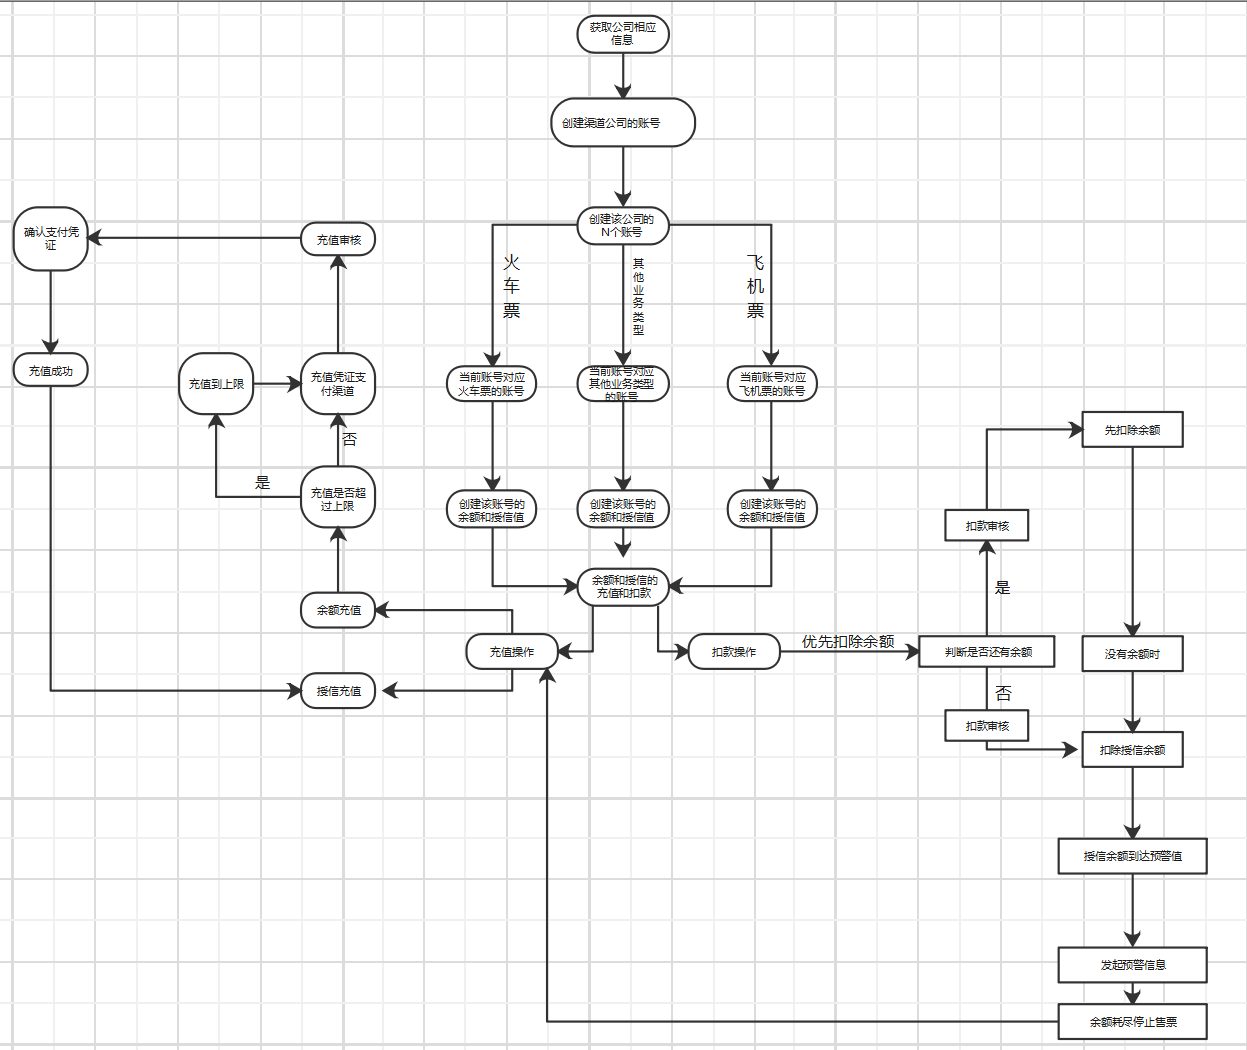 获取公司相应
信息
创建渠道公司的账号
创建该公司的
N个账号
火车票
其他业务类型
飞机票
确认支付凭
证
充值审核
充值成功
充值到上限
充值凭证支
付渠道
否
是
充值是否超
过上限
当前账号对应
火车票的账号
当前账号对应
其他业务类型
的账号
当前账号对应
飞机票的账号
创建该账号的
余额和授信值
创建该账号的
余额和授信值
创建该账号的
余额和授信值
余额和授信的
充值和扣款
余额充值
充值操作
授信充值
扣款操作
优先扣除余额
判断是否还有余额
是
扣款审核
先扣除余额
没有余额时
否
扣款审核
扣除授信余额
授信余额到达预警值
发起预警信息
余额耗尽停止售票